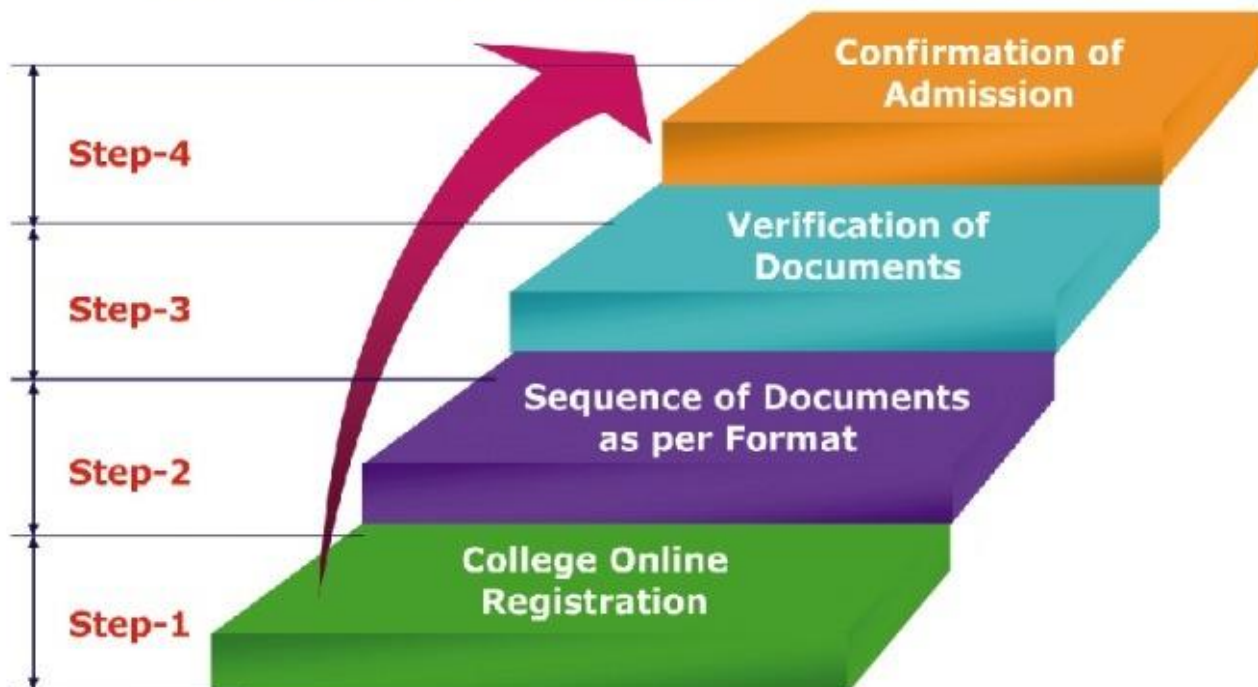 Confirmation of
Admission
Step-4
Verification of
Documents
Step-3
Sequence of Documents
as per Format
Step-2
College Online
Registration
Step-1